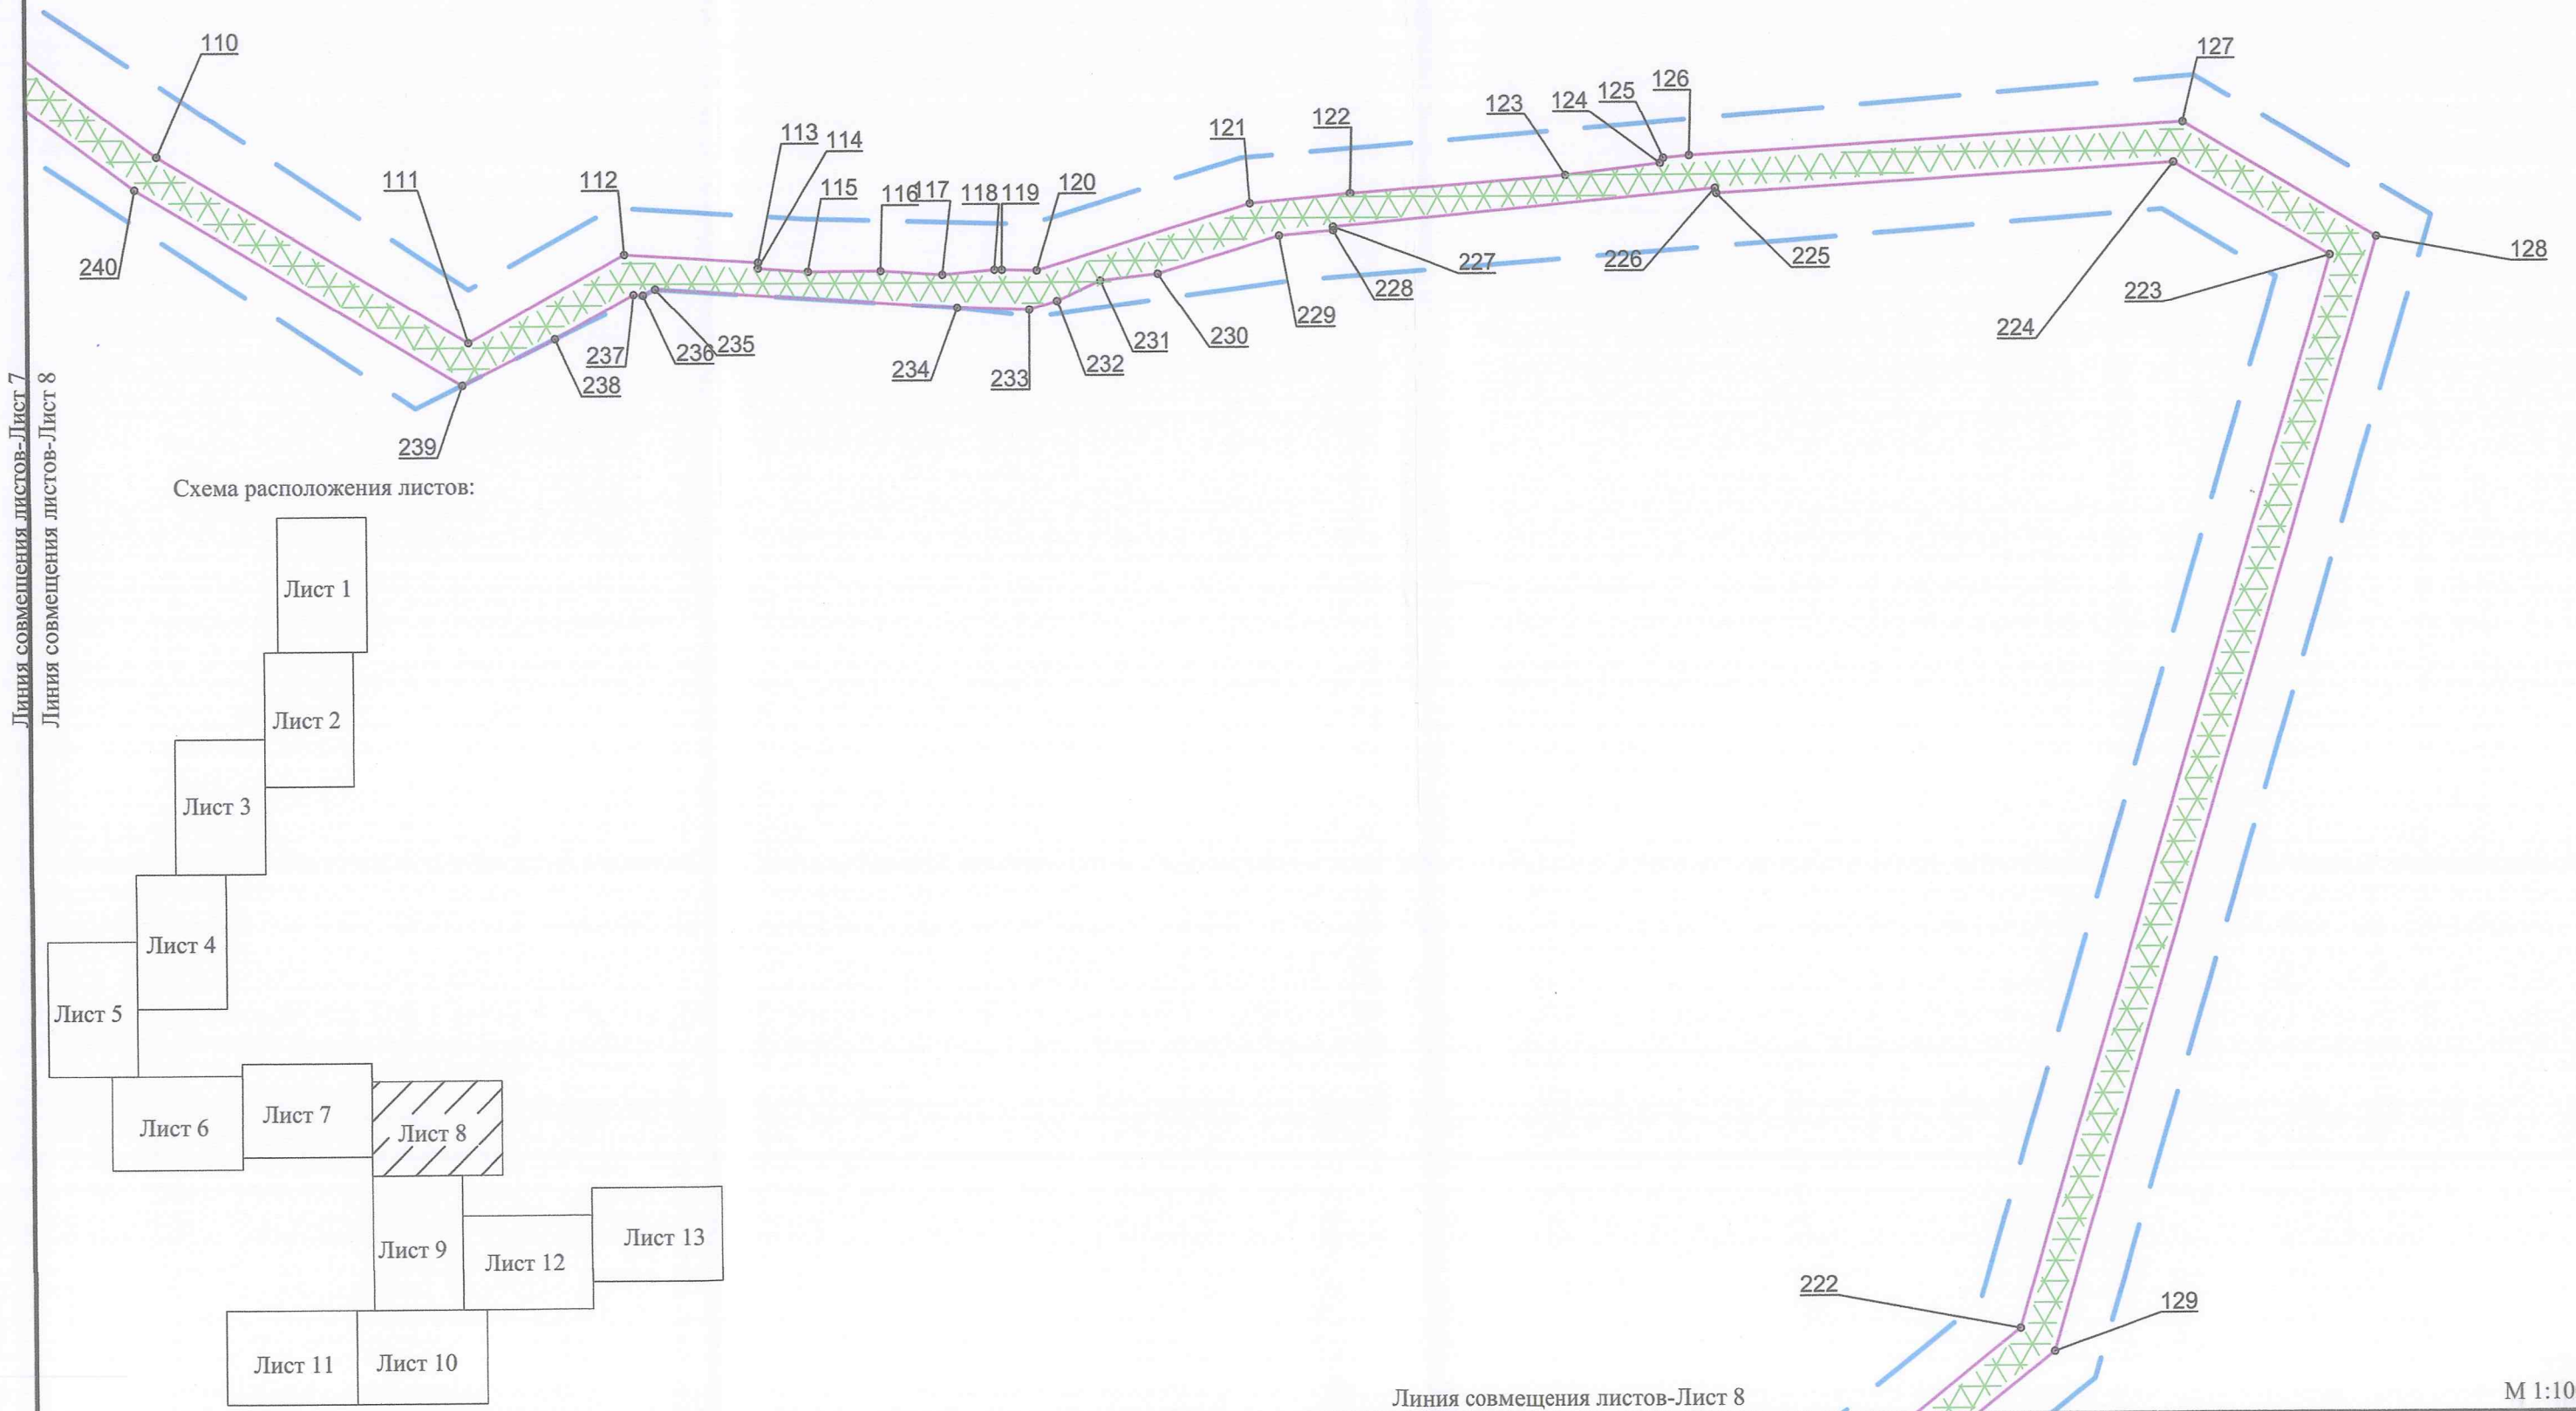 110
127
126
125
124
123
122
121
113
114
111
112
115
116
117
118
119
120
128
240
227
226
225
223
228
224
229
230
231
235
236
237
232
234
233
238
239
Линия совмещения листов-Лист 7
Линия совмещения листов-Лист 8
Схема расположения листов:
Лист 1
Лист 2
Лист 3
Лист 4
Лист 5
Лист 6
Лист 7
Лист 8
Лист 9
Лист 12
Лист 13
Лист 11
Лист 10
222
129
Линия совмещения листов-Лист 8
М 1:10